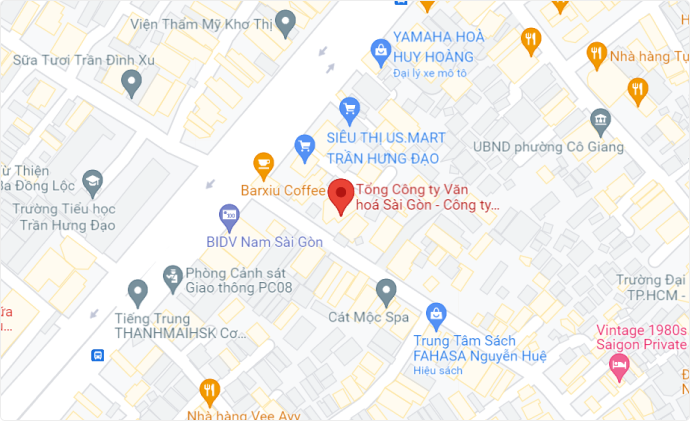 Viện Thẩm Mỹ Khơ Thị
Sữa Tươi Trần Đình Xu
YAMAHA HOÀ
HUY HOÀNG
Đại lý xe mô tô
Nhà hàng Tự
SIÊU THỊ US.MART
TRẦN HƯNG ĐẠO
UBND phường Cô Giang
ừ Thiện
la Đồng Lộc
Trường Tiểu học
Trần Hưng Đạo
Barxiu Coffee
Tổng Công ty Văn
hoá Sài Gòn - Công ty...
BIDV Nam Sài Gòn
Phòng Cảnh sát
Giao thông PC08
Trường Đại
TP.HCM -
Tiếng Trung
THANHMAIHSK Cơ...
Cát Mộc Spa
Trung Tâm Sách
FAHASA Nguyễn Huệ
Hiệu sách
Vintage 1980s
Saigon Private
Nhà hàng Vee Ayy